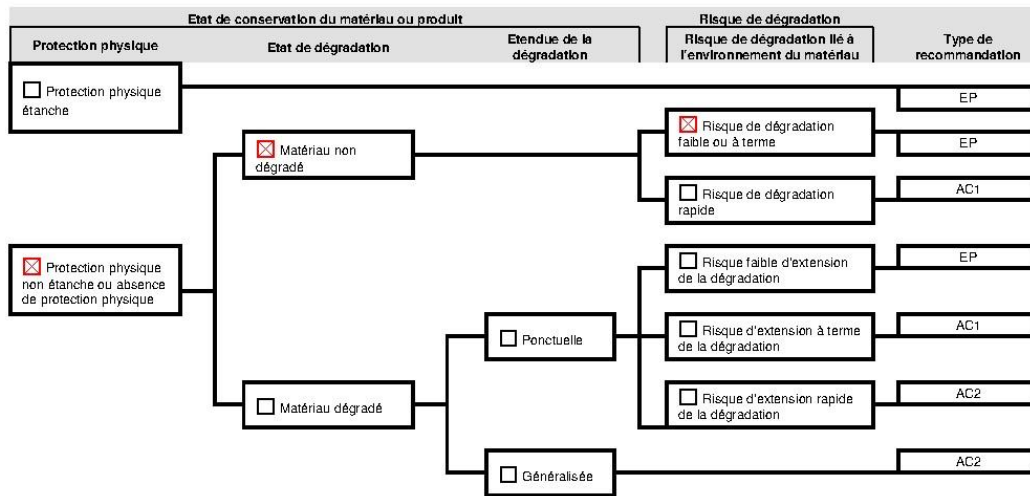 Etat de conservation du matériau ou produit
Risque de dégradation
Protection physique
Etat de dégradation
Etendue de la
dégradation
Risque de dégradation lié à
l'environnement du matériau
Type de
recommandation
Protection physique
étanche
EP
Matériau non
dégradé
Risque de dégradation
faible ou à terme
EP
Risque de dégradation
rapide
AC1
Protection physique
non étanche ou absence
de protection physique
Risque faible d'extension
de la dégradation
EP
Ponctuelle
Risque d'extension à terme
de la dégradation
AC1
Matériau dégradé
Risque d'extension rapide
de la dégradation
AC2
Généralisée
AC2